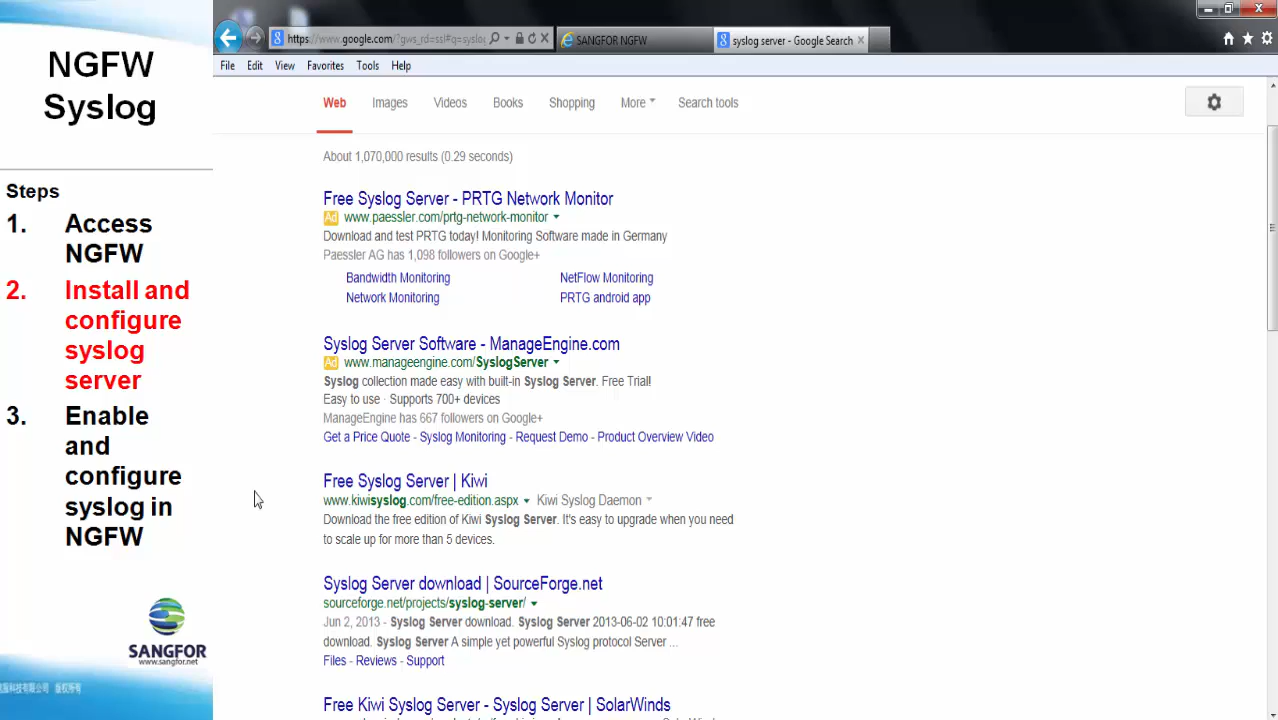 NGFW
Syslog
Steps
1. Access
NGFW
2. Install and
configure
syslog
server
3. Enable
and
configure
syslog in
NGFW
SANGFOR
www.sangfor.net
版权所有
https://www.google.com/?gws_rd=ssl#q=syslo
SANGFOR NGFW
syslog server - Google Search
File Edit View Favorites Tools Help
Web Images Videos Books Shopping More Search tools
About 1,070,000 results (0.29 seconds)
Free Syslog Server - PRTG Network Monitor
Ad www.paessler.com/prtg-network-monitor
Download and test PRTG today! Monitoring Software made in Germany
Paessler AG has 1,098 followers on Google+
Bandwidth Monitoring NetFlow Monitoring
Network Monitoring PRTG android app
Syslog Server Software - ManageEngine.com
Ad www.manageengine.com/SyslogServer
Syslog collection made easy with built-in Syslog Server. Free Trial!
Easy to use · Supports 700+ devices
ManageEngine has 667 followers on Google+
Get a Price Quote - Syslog Monitoring - Request Demo - Product Overview Video
Free Syslog Server | Kiwi
www.kiwisyslog.com/free-edition.aspx Kiwi Syslog Daemon
Download the free edition of Kiwi Syslog Server. It's easy to upgrade when you need
to scale up for more than 5 devices.
Syslog Server download | SourceForge.net
sourceforge.net/projects/syslog-server/
Jun 2, 2013 - Syslog Server download. Syslog Server 2013-06-02 10:01:47 free
download. Syslog Server A simple yet powerful Syslog protocol Server ...
Files - Reviews - Support
Free Kiwi Syslog Server - Syslog Server | SolarWinds